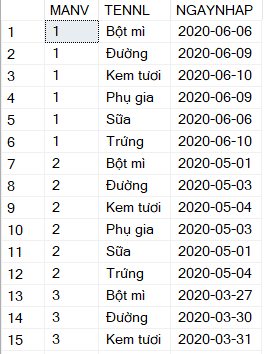 MANV TENNL NGAYNHAP
1 1 Bột mì 2020-06-06
2 1 Đường 2020-06-09
3 1 Kem tươi 2020-06-10
4 1 Phụ gia 2020-06-09
5 1 Sữa 2020-06-06
6 1 Trứng 2020-06-10
7 2 Bột mì 2020-05-01
8 2 Đường 2020-05-03
9 2 Kem tươi 2020-05-04
10 2 Phụ gia 2020-05-03
11 2 Sữa 2020-05-01
12 2 Trứng 2020-05-04
13 3 Bột mì 2020-03-27
14 3 Đường 2020-03-30
15 3 Kem tươi 2020-03-31